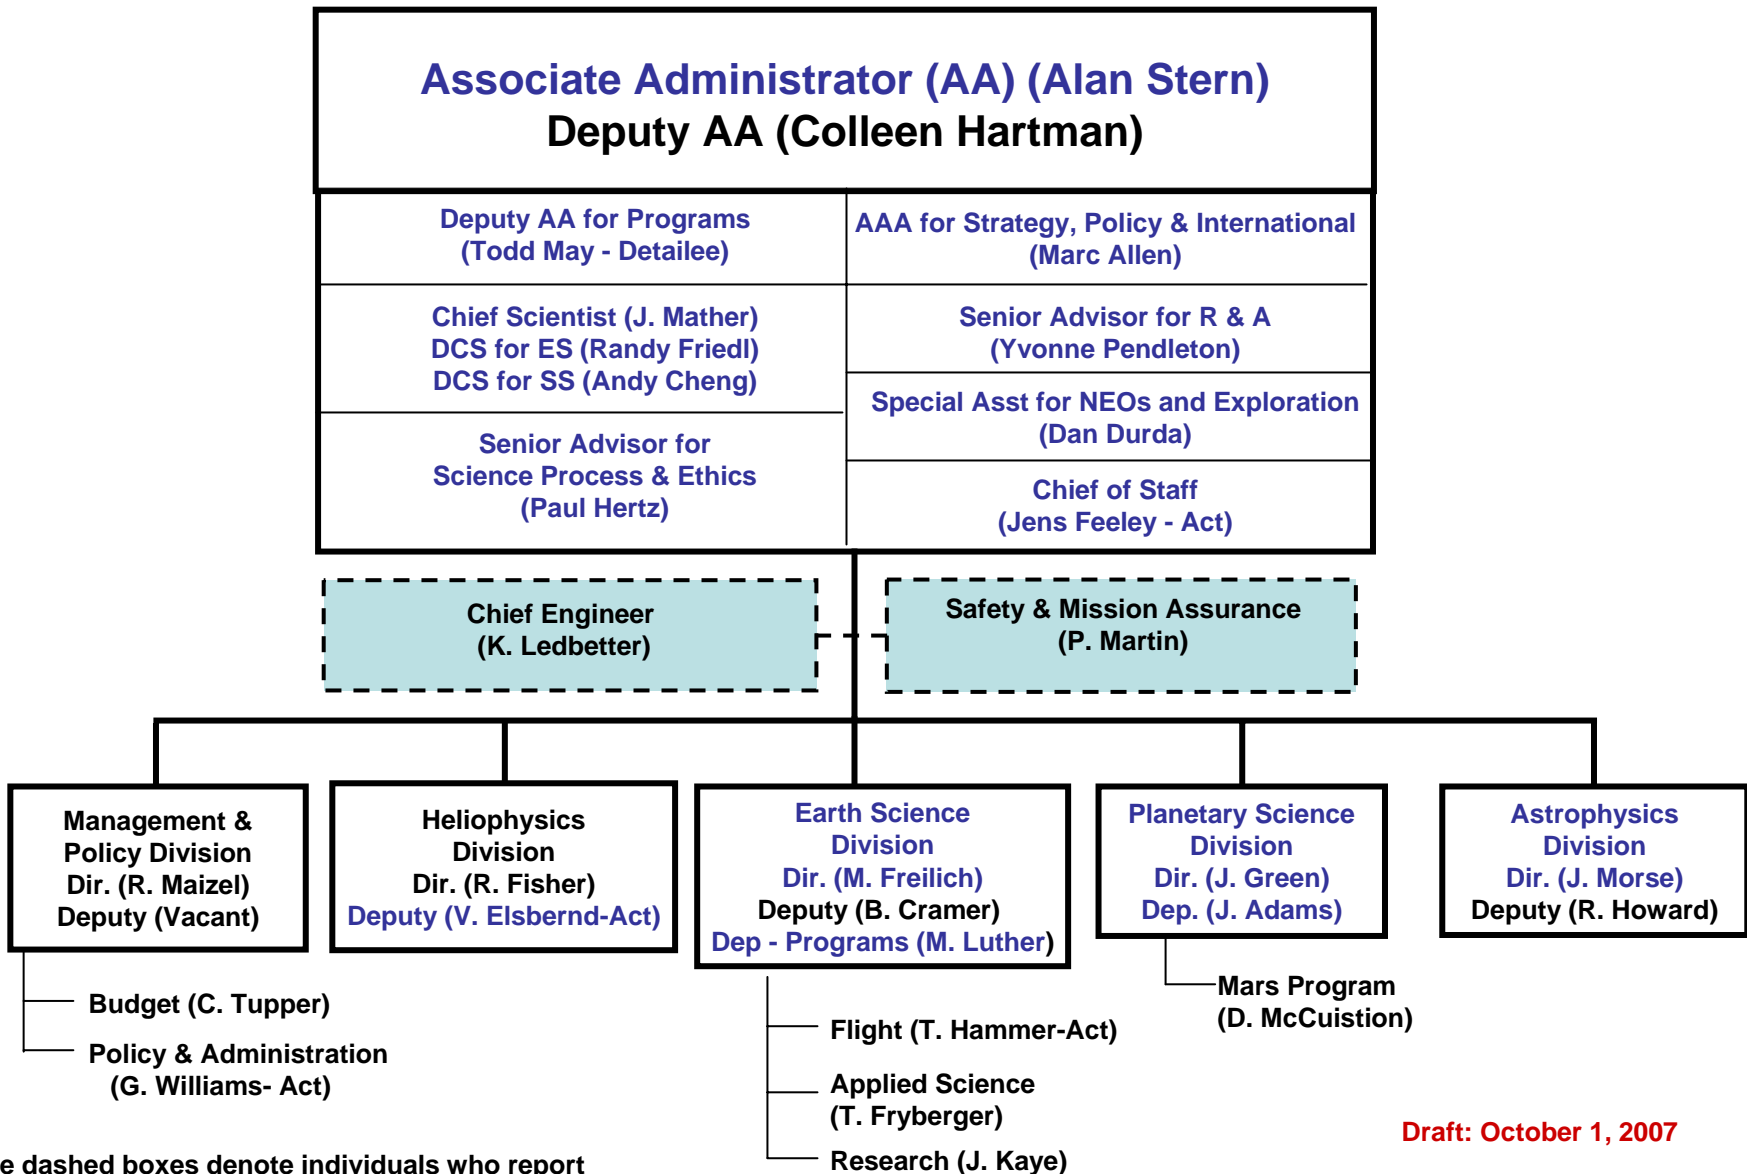 Associate Administrator (AA) (Alan Stern)
Deputy AA (Colleen Hartman)
Deputy AA for Programs
(Todd May - Detailee)
AAA for Strategy, Policy & International
(Marc Allen)
Chief Scientist (J. Mather)
DCS for ES (Randy Friedl)
DCS for SS (Andy Cheng)
Senior Advisor for R & A
(Yvonne Pendleton)
Special Asst for NEOs and Exploration
(Dan Durda)
Senior Advisor for
Science Process & Ethics
(Paul Hertz)
Chief of Staff
(Jens Feeley - Act)
Chief Engineer
(K. Ledbetter)
Safety & Mission Assurance
(P. Martin)
Management &
Policy Division
Dir. (R. Maizel)
Deputy (Vacant)
Heliophysics
Division
Dir. (R. Fisher)
Deputy (V. Elsbernd-Act)
Earth Science
Division
Dir. (M. Freilich)
Deputy (B. Cramer)
Dep - Programs (M. Luther)
Planetary Science
Division
Dir. (J. Green)
Dep. (J. Adams)
Astrophysics
Division
Dir. (J. Morse)
Deputy (R. Howard)
Budget (C. Tupper)
Policy & Administration
(G. Williams- Act)
Flight (T. Hammer-Act)
Applied Science
(T. Fryberger)
Research (J. Kaye)
Mars Program
(D. McCuistion)
Draft: October 1, 2007
dashed boxes denote individuals who report